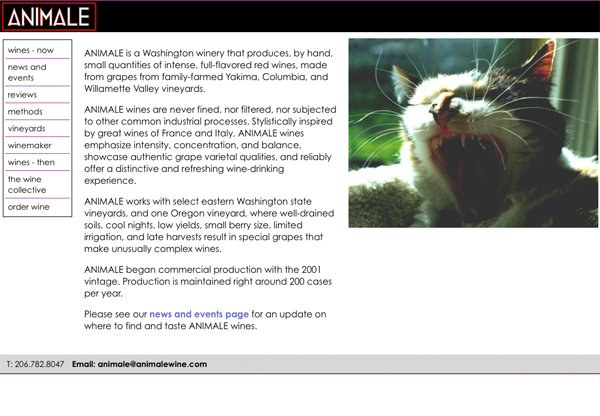 ANIMALE
wines - now
news and
events
reviews
methods
vineyards
winemaker
wines - then
the wine
collective
order wine
ANIMALE is a Washington winery that produces, by hand,
small quantities of intense, full-flavored red wines, made
from grapes from family-farmed Yakima, Columbia, and
Willamette Valley vineyards.
ANIMALE wines are never fined, nor filtered, nor subjected
to other common industrial processes. Stylistically inspired
by great wines of France and Italy, ANIMALE wines
emphasize intensity, concentration, and balance,
showcase authentic grape varietal qualities, and reliably
offer a distinctive and refreshing wine-drinking
experience.
ANIMALE works with select eastern Washington state
vineyards, and one Oregon vineyard, where well-drained
soils, cool nights, low yields, small berry size, limited
irrigation, and late harvests result in special grapes that
make unusually complex wines.
ANIMALE began commercial production with the 2001
vintage. Production is maintained right around 200 cases
per year.
Please see our news and events page for an update on
where to find and taste ANIMALE wines.
T: 206.782.8047 Email: animale@animalewine.com